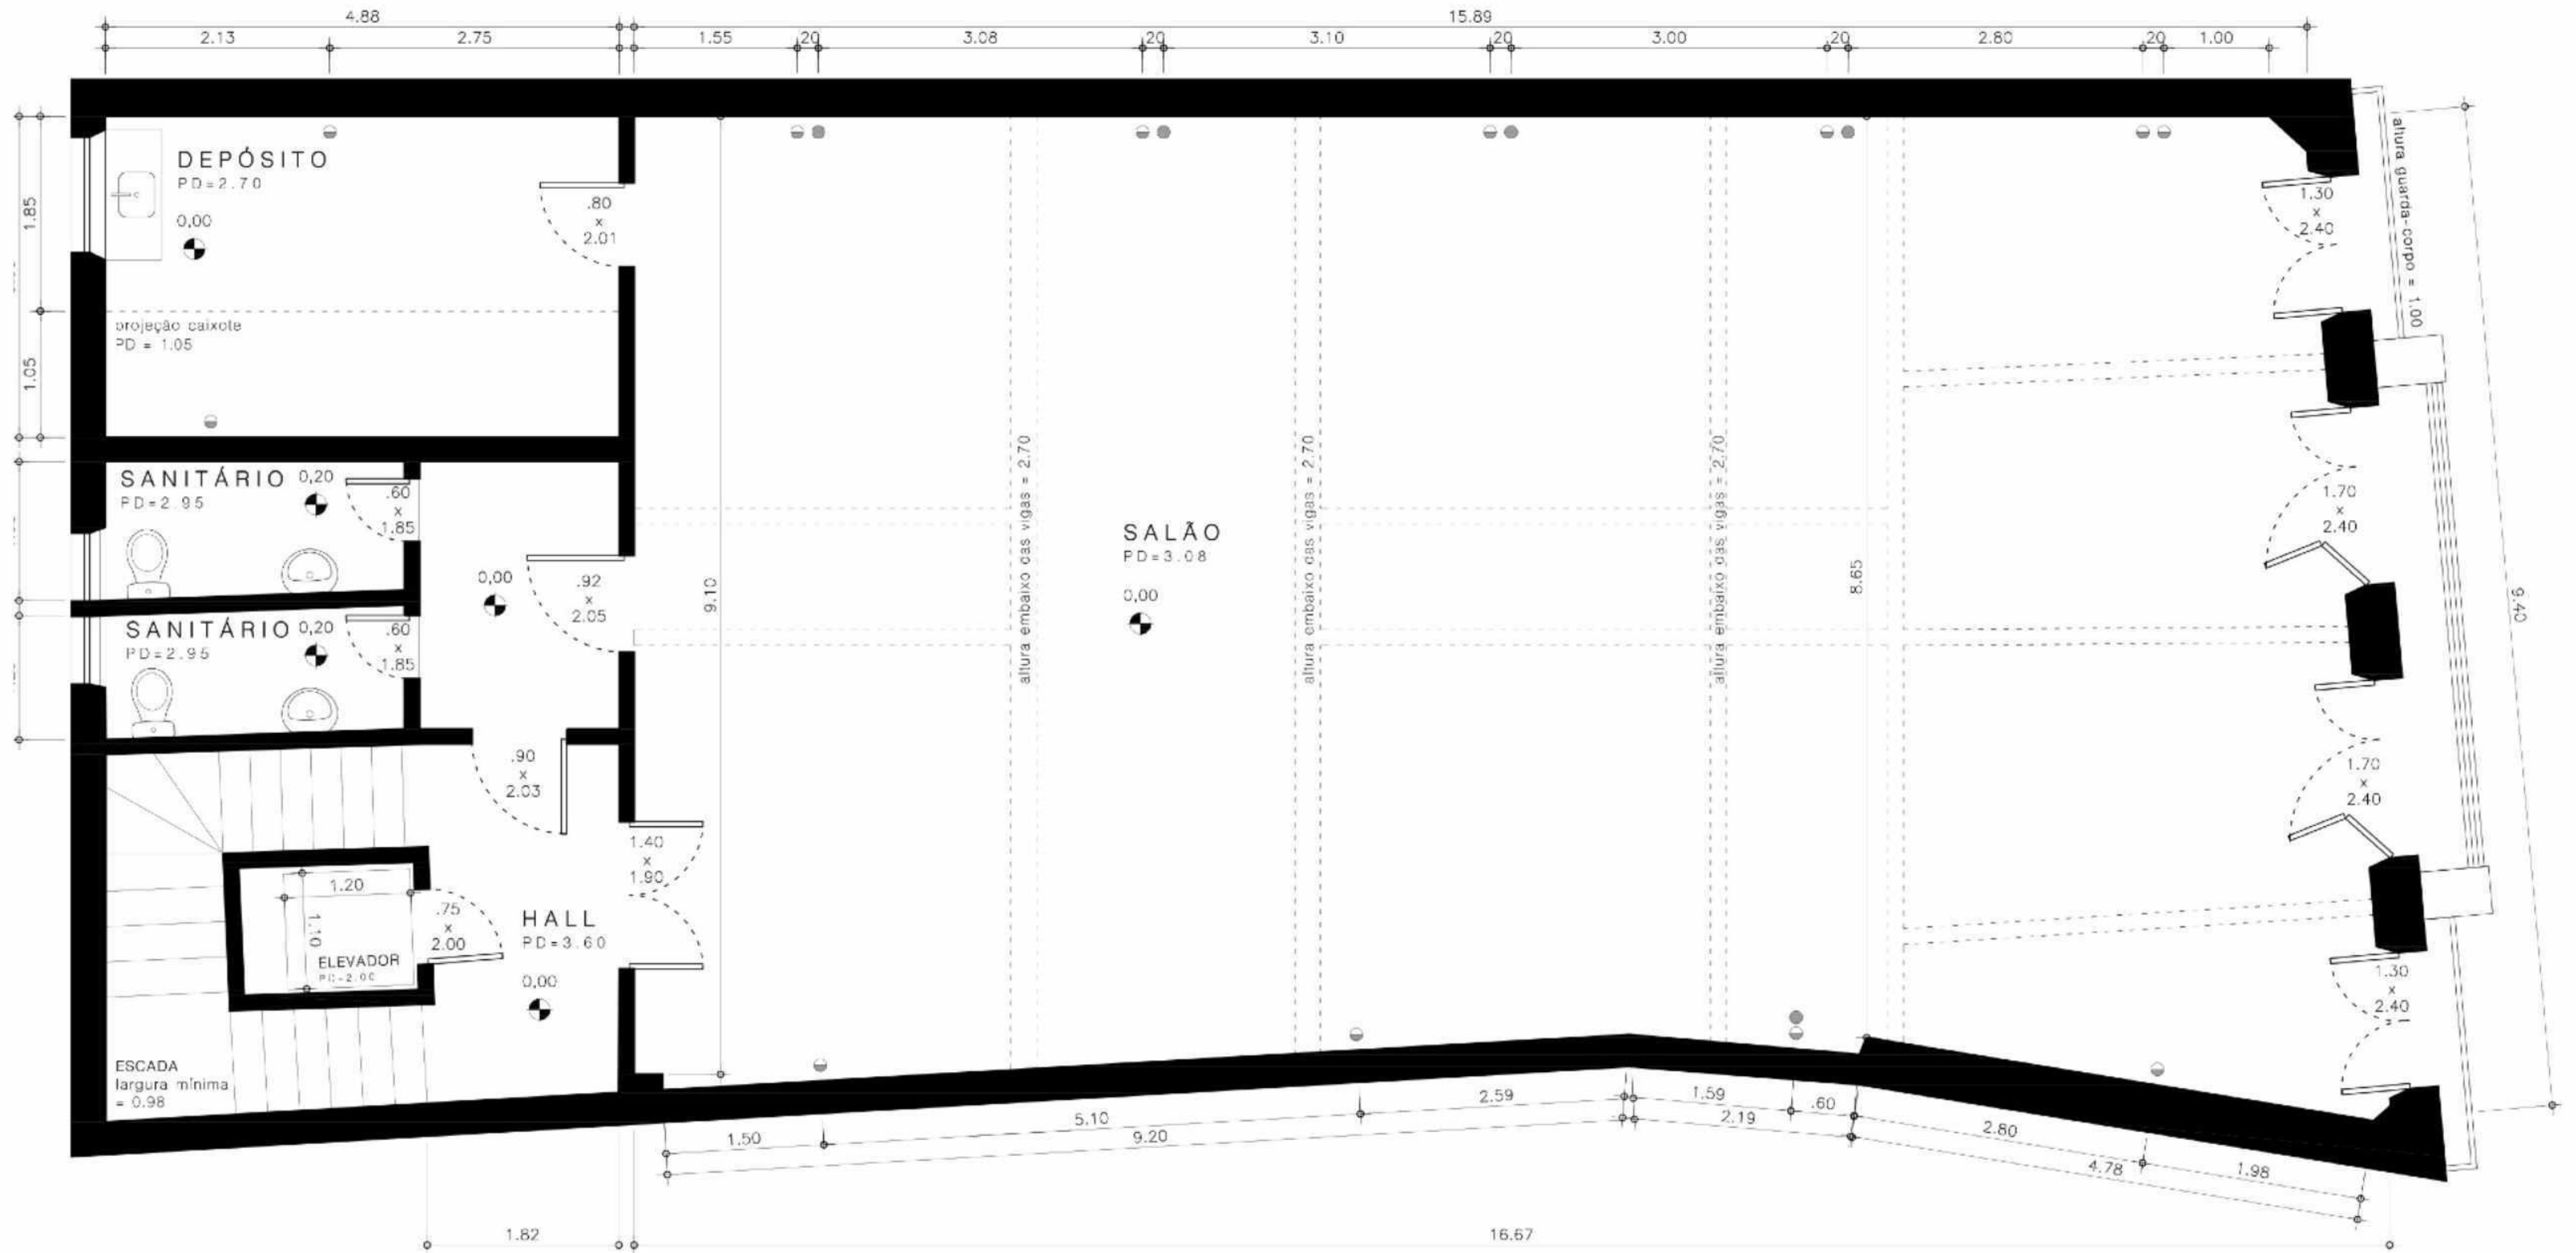 4.88
15.89
2.13
2.75
1.55
.20
3.08
.20
3.10
.20
3.00
.20
2.80
.20
1.00
1.85
1.05
DEPÓSITO
PD=2.70
0,00
.80
x
2.01
projeção caixote
PD = 1.05
SANITÁRIO 0,20
PD=2.95
.60
x
1.85
SANITÁRIO 0,20
PD=2.95
.60
x
1.85
0,00
.92
x
2.05
.90
x
2.03
1.40
x
1.90
1.20
1.10
ELEVADOR
PD=2.00
.75
x
2.00
HALL
PD=3.60
0,00
ESCADA
largura mínima
= 0.98
9.10
altura embaixo das vigas = 2.70
SALÃO
PD=3.08
0,00
altura embaixo das vigas = 2.70
altura embaixo das vigas = 2.70
8.65
1.30
x
2.40
altura guarda-corpo = 1.00
1.70
x
2.40
1.70
x
2.40
1.30
x
2.40
9.40
1.50
5.10
2.59
9.20
1.59
.60
2.19
2.80
1.98
4.78
1.82
16.67